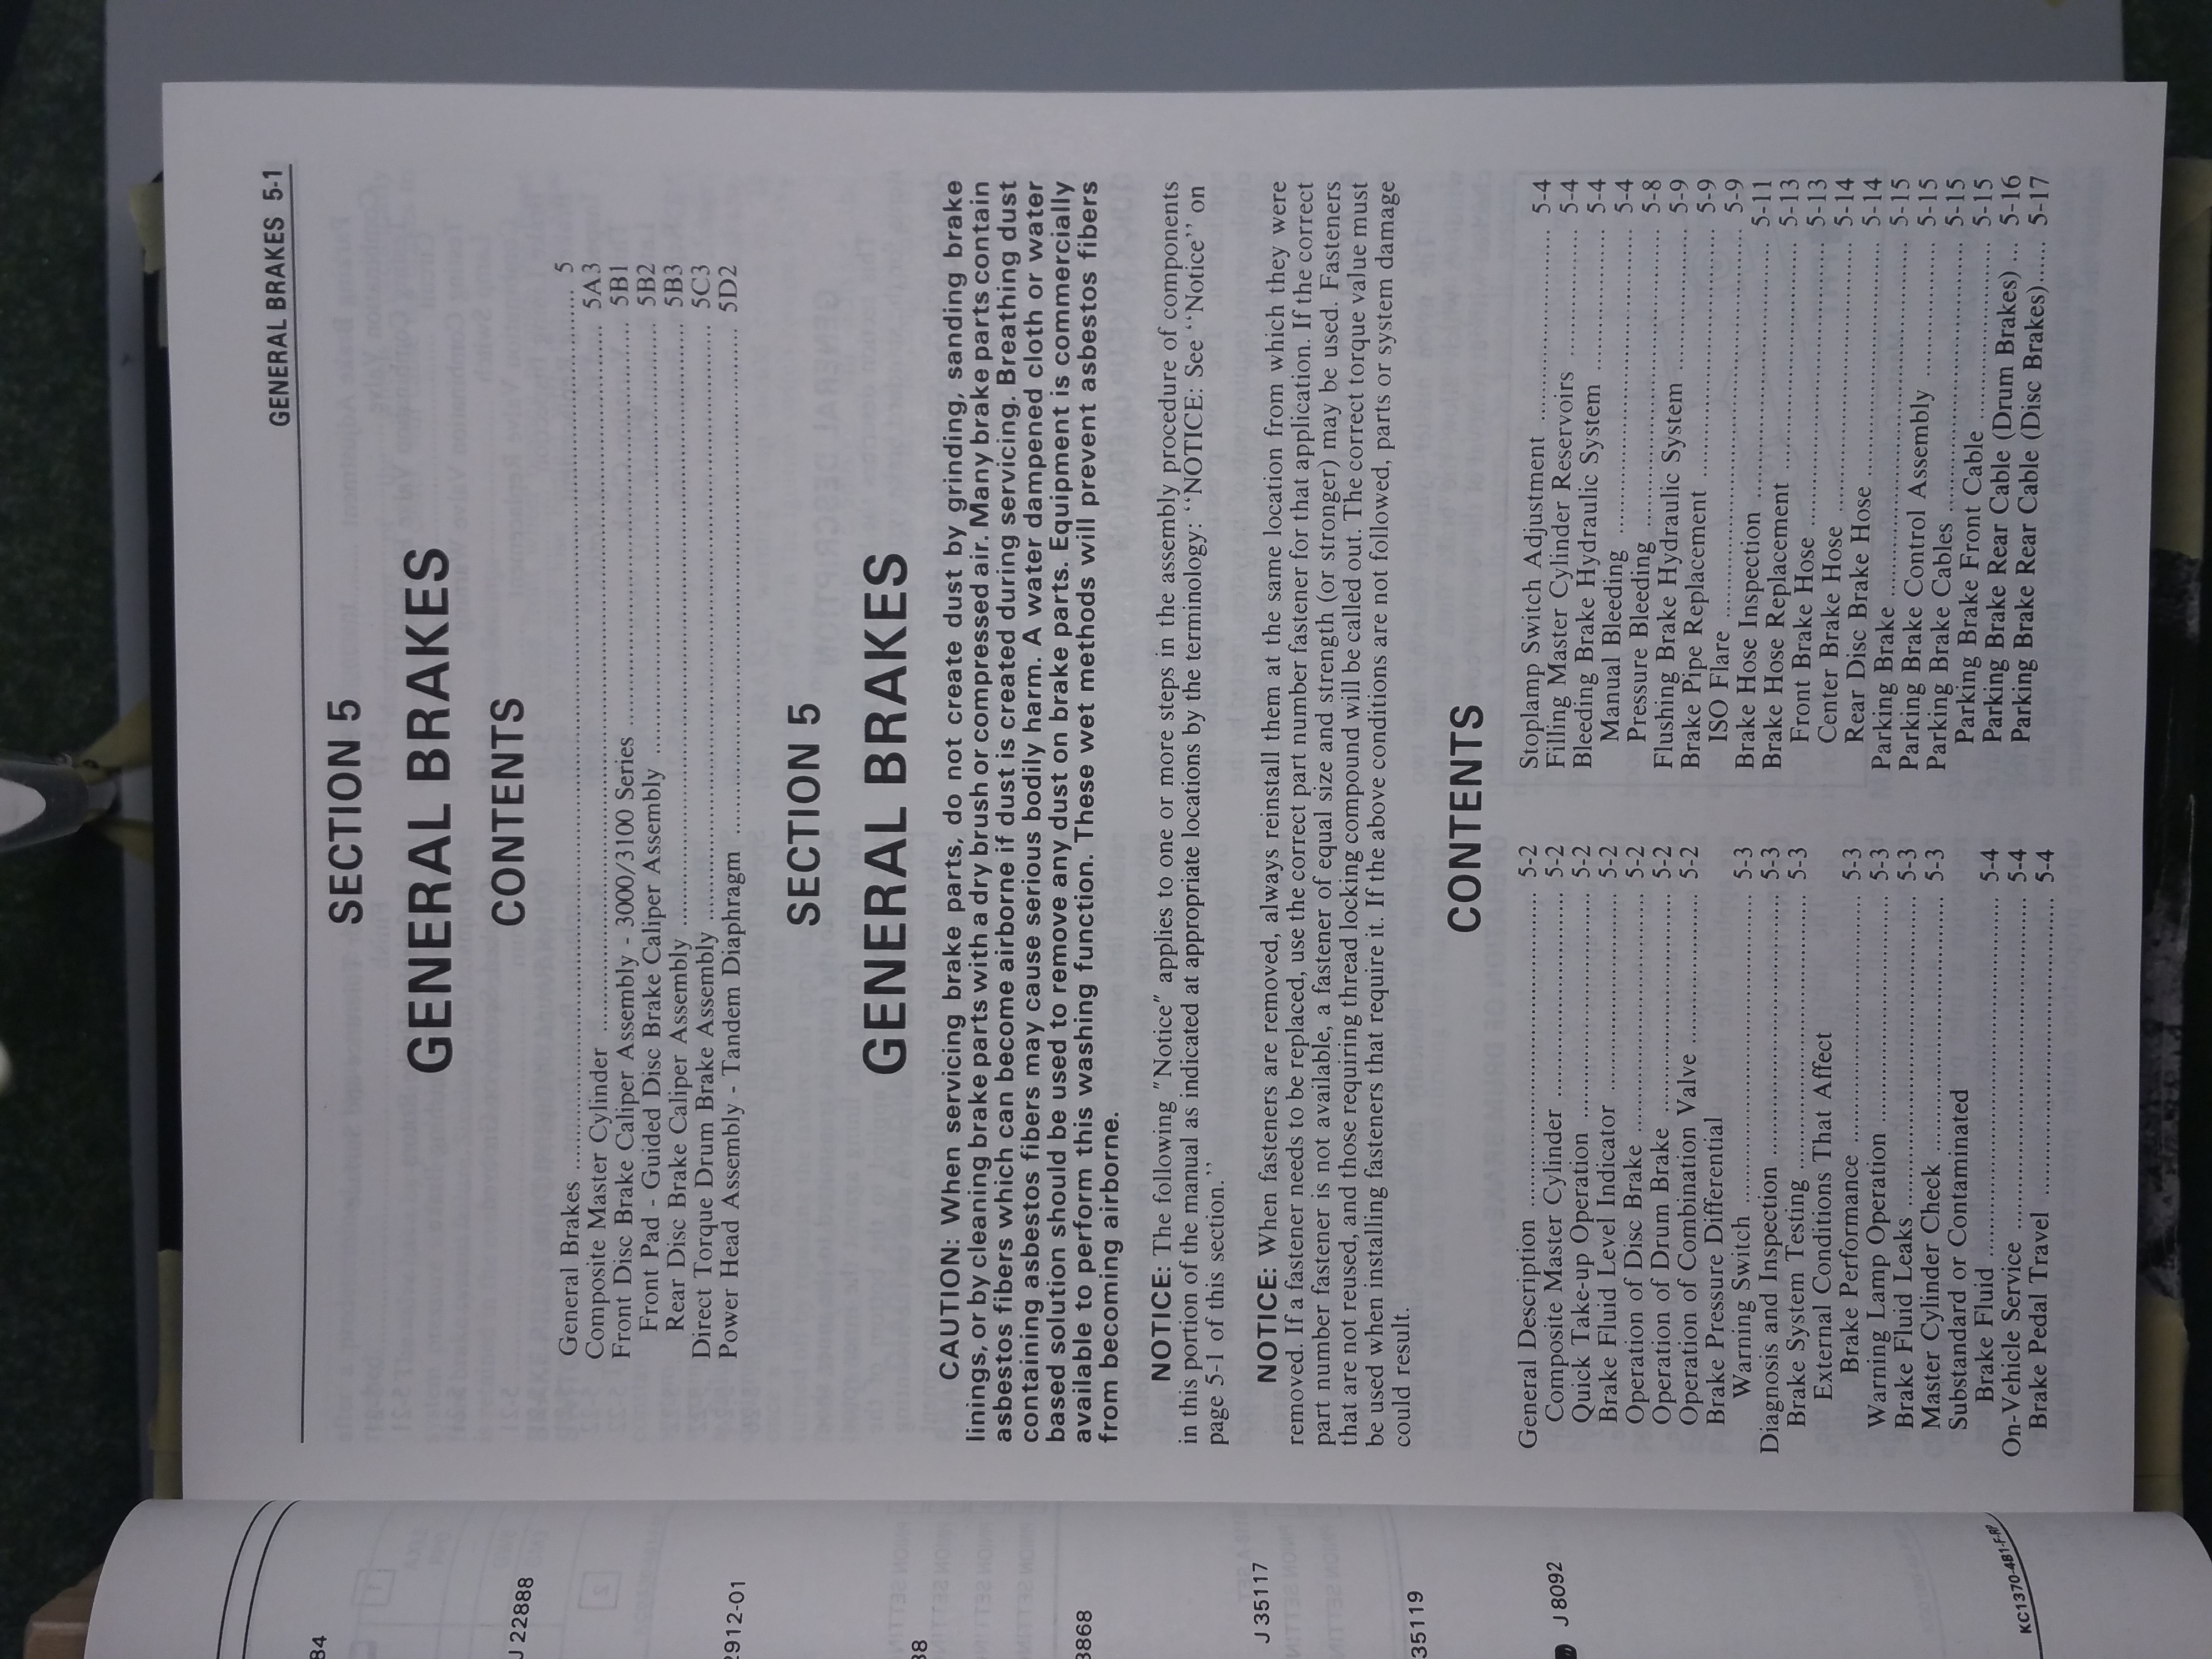 GENERAL BRAKES 5-1
SECTION 5
GENERAL BRAKES
CONTENTS
General Brakes ........ 5
Composite Master Cylinder ........ 5A3
Front Disc Brake Caliper Assembly - 3000/3100 Series ........ 5B1
Front Pad - Guided Disc Brake Caliper Assembly ........ 5B2
Rear Disc Brake Caliper Assembly ........ 5B3
Direct Torque Drum Brake Assembly ........ 5C3
Power Head Assembly - Tandem Diaphragm ........ 5D2
SECTION 5
GENERAL BRAKES
CAUTION: When servicing brake parts, do not create dust by grinding, sanding brake
linings, or by cleaning brake parts with a dry brush or compressed air. Many brake parts contain
asbestos fibers which can become airborne if dust is created during servicing. Breathing dust
containing asbestos fibers may cause serious bodily harm. A water dampened cloth or water
based solution should be used to remove any dust on brake parts. Equipment is commercially
available to perform this washing function. These wet methods will prevent asbestos fibers
from becoming airborne.
NOTICE: The following "Notice" applies to one or more steps in the assembly procedure of components
in this portion of the manual as indicated at appropriate locations by the terminology: ‘‘NOTICE: See ‘‘Notice’’ on
page 5-1 of this section.’’
NOTICE: When fasteners are removed, always reinstall them at the same location from which they were
removed. If a fastener needs to be replaced, use the correct part number fastener for that application. If the correct
part number fastener is not available, a fastener of equal size and strength (or stronger) may be used. Fasteners
that are not reused, and those requiring thread locking compound will be called out. The correct torque value must
be used when installing fasteners that require it. If the above conditions are not followed, parts or system damage
could result.
CONTENTS
General Description ........ 5-2
Composite Master Cylinder ........ 5-2
Quick Take-up Operation ........ 5-2
Brake Fluid Level Indicator ........ 5-2
Operation of Disc Brake ........ 5-2
Operation of Drum Brake ........ 5-2
Operation of Combination Valve ........ 5-2
Brake Pressure Differential
Warning Switch ........ 5-3
Diagnosis and Inspection ........ 5-3
Brake System Testing ........ 5-3
External Conditions That Affect
Brake Performance ........ 5-3
Warning Lamp Operation ........ 5-3
Brake Fluid Leaks ........ 5-3
Master Cylinder Check ........ 5-3
Substandard or Contaminated
Brake Fluid ........ 5-4
On-Vehicle Service ........ 5-4
Brake Pedal Travel ........ 5-4
Stoplamp Switch Adjustment ........ 5-4
Filling Master Cylinder Reservoirs ........ 5-4
Bleeding Brake Hydraulic System ........ 5-4
Manual Bleeding ........ 5-4
Pressure Bleeding ........ 5-8
Flushing Brake Hydraulic System ........ 5-9
Brake Pipe Replacement ........ 5-9
ISO Flare ........ 5-9
Brake Hose Inspection ........ 5-11
Brake Hose Replacement ........ 5-13
Front Brake Hose ........ 5-13
Center Brake Hose ........ 5-14
Rear Disc Brake Hose ........ 5-14
Parking Brake ........ 5-15
Parking Brake Control Assembly ........ 5-15
Parking Brake Cables ........ 5-15
Parking Brake Front Cable ........ 5-15
Parking Brake Rear Cable (Drum Brakes) ... 5-16
Parking Brake Rear Cable (Disc Brakes)..... 5-17
84
J 22888
2912-01
38
3868
J 35117
35119
J 8092
KC1370-4B1-F-RP